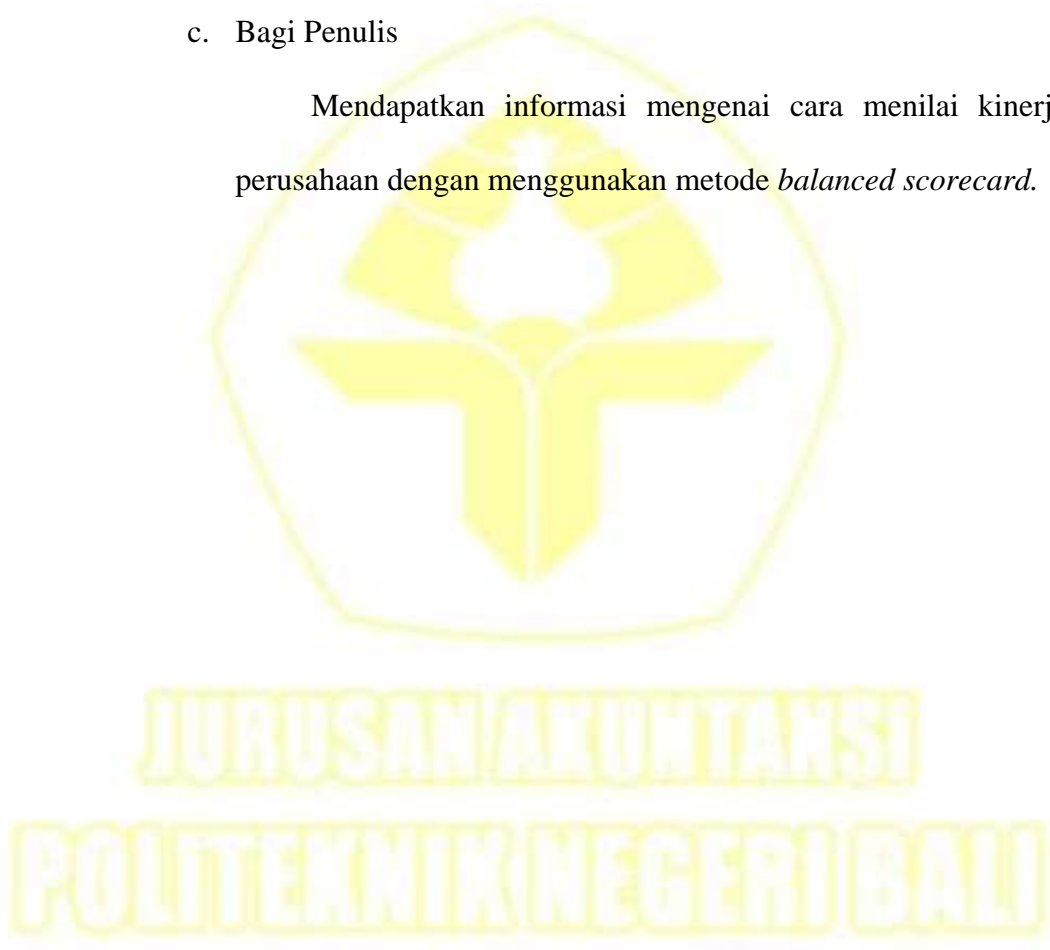 c. Bagi Penulis
Mendapatkan informasi mengenai cara menilai kinerj
perusahaan dengan menggunakan metode balanced scorecard.
JURUSAN AKUNTANSI
POLITEKNIK NEGERI BALI